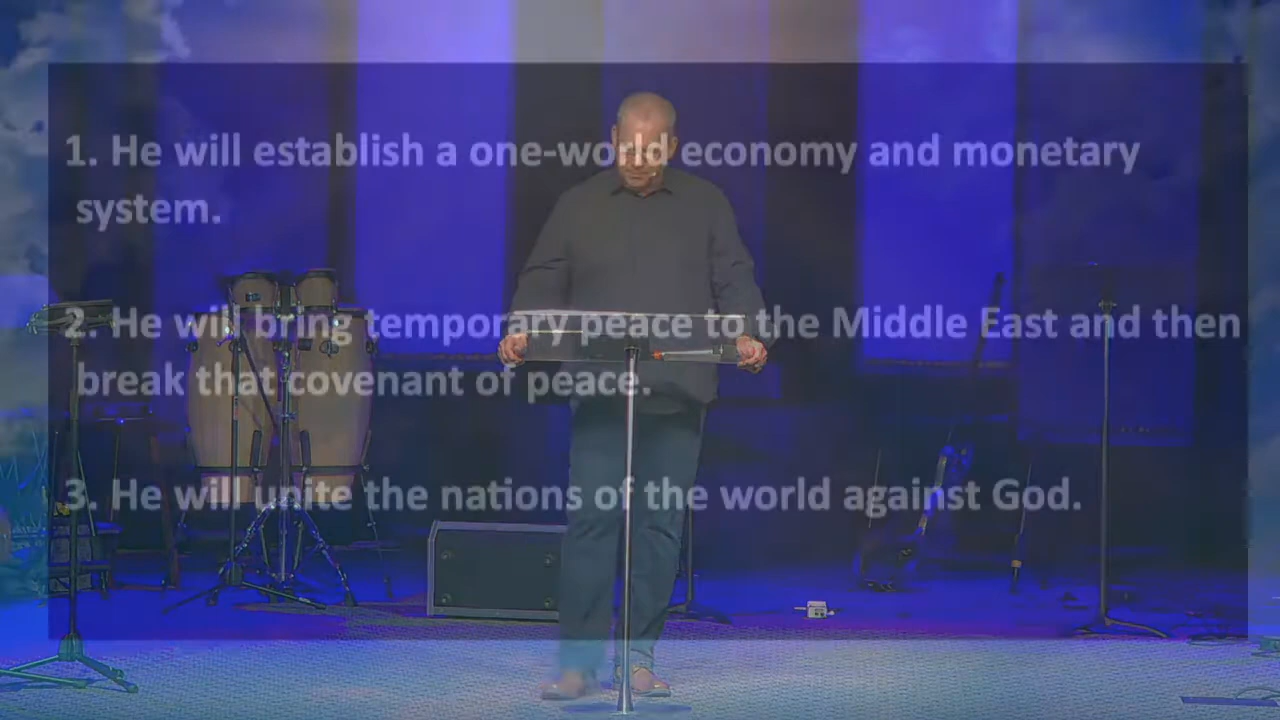 1. He will establish a one-world economy and monetary
system.
2. He will bring temporary peace to the Middle East and then
break that covenant of peace.
3. He will unite the nations of the world against God.